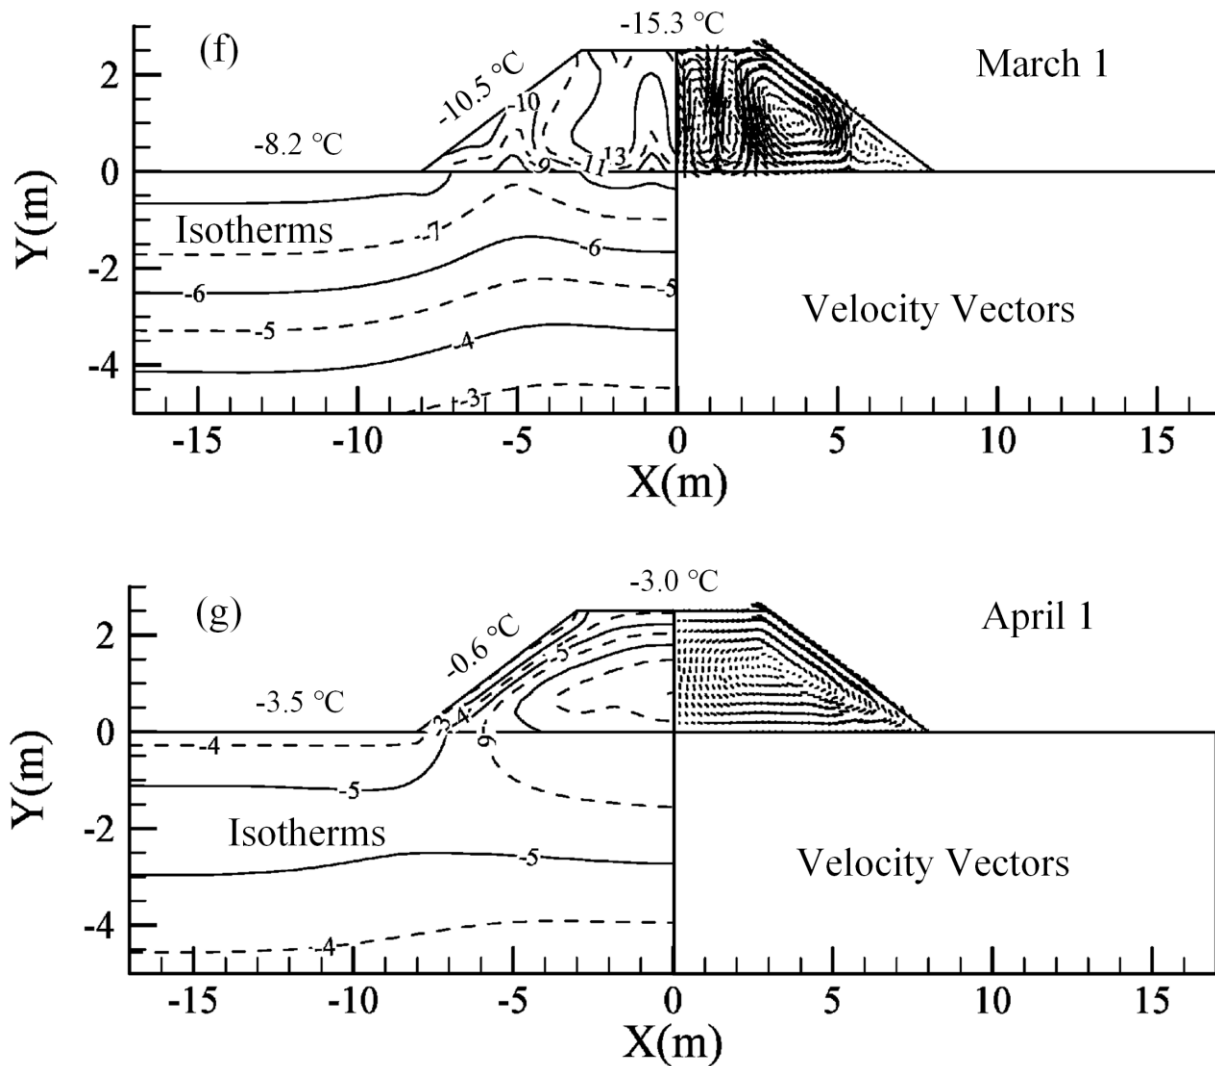 (f)
-15.3 °C
March 1
-10.5 °C
-8.2 °C
2
0
-2
-4
Y(m)
-10
-9
-11
13
Isotherms
-7
-6
-6
-5
-5
-4
-3
Velocity Vectors
-15
-10
-5
0
5
10
15
X(m)
(g)
-3.0 °C
April 1
-0.6 °C
-3.5 °C
2
0
-2
-4
Y(m)
-5
-3
-4
-4
-6
-5
Isotherms
-5
-4
Velocity Vectors
-15
-10
-5
0
5
10
15
X(m)